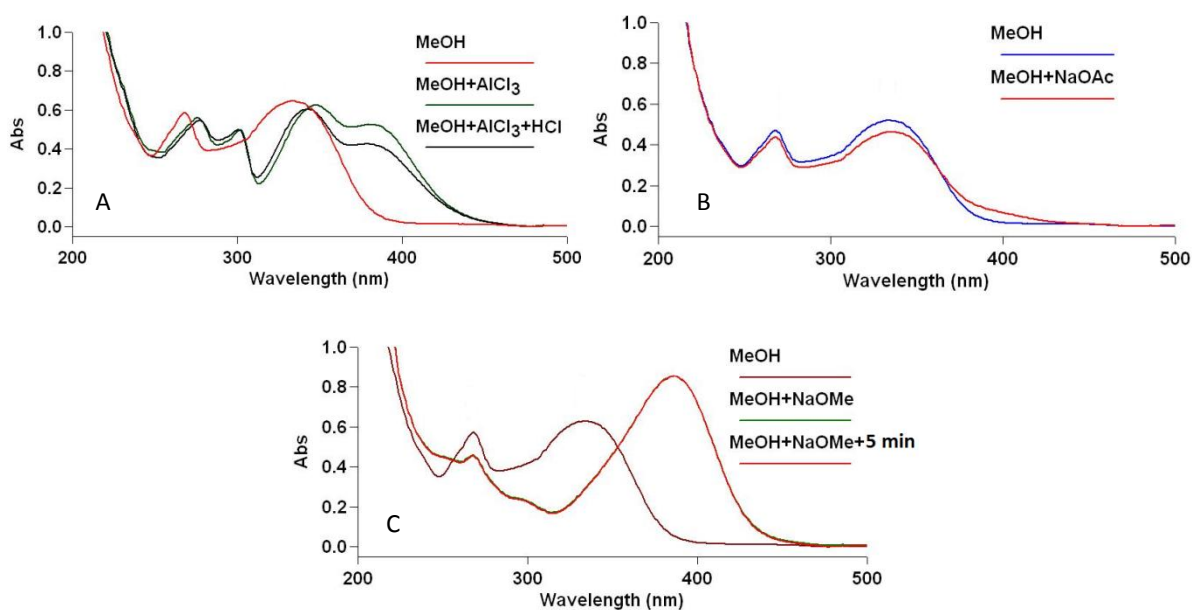 MeOH
MeOH+AlCl3
MeOH+AlCl3+HCl
A
Abs
1.0
0.8
0.6
0.4
0.2
0.0
200
300
400
500
Wavelength (nm)
MeOH
MeOH+NaOAc
B
Abs
1.0
0.8
0.6
0.4
0.2
0.0
200
300
400
500
Wavelength (nm)
MeOH
MeOH+NaOMe
MeOH+NaOMe+5 min
C
Abs
1.0
0.8
0.6
0.4
0.2
0.0
200
300
400
500
Wavelength (nm)